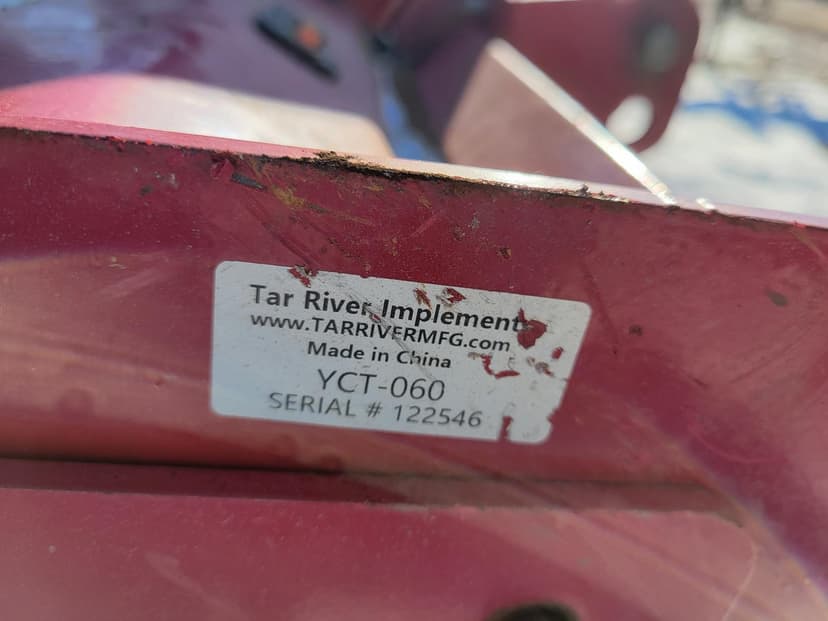 Tar River Implement
www.TARRIVERMFG.com
Made in China
YCT-060
SERIAL # 122546